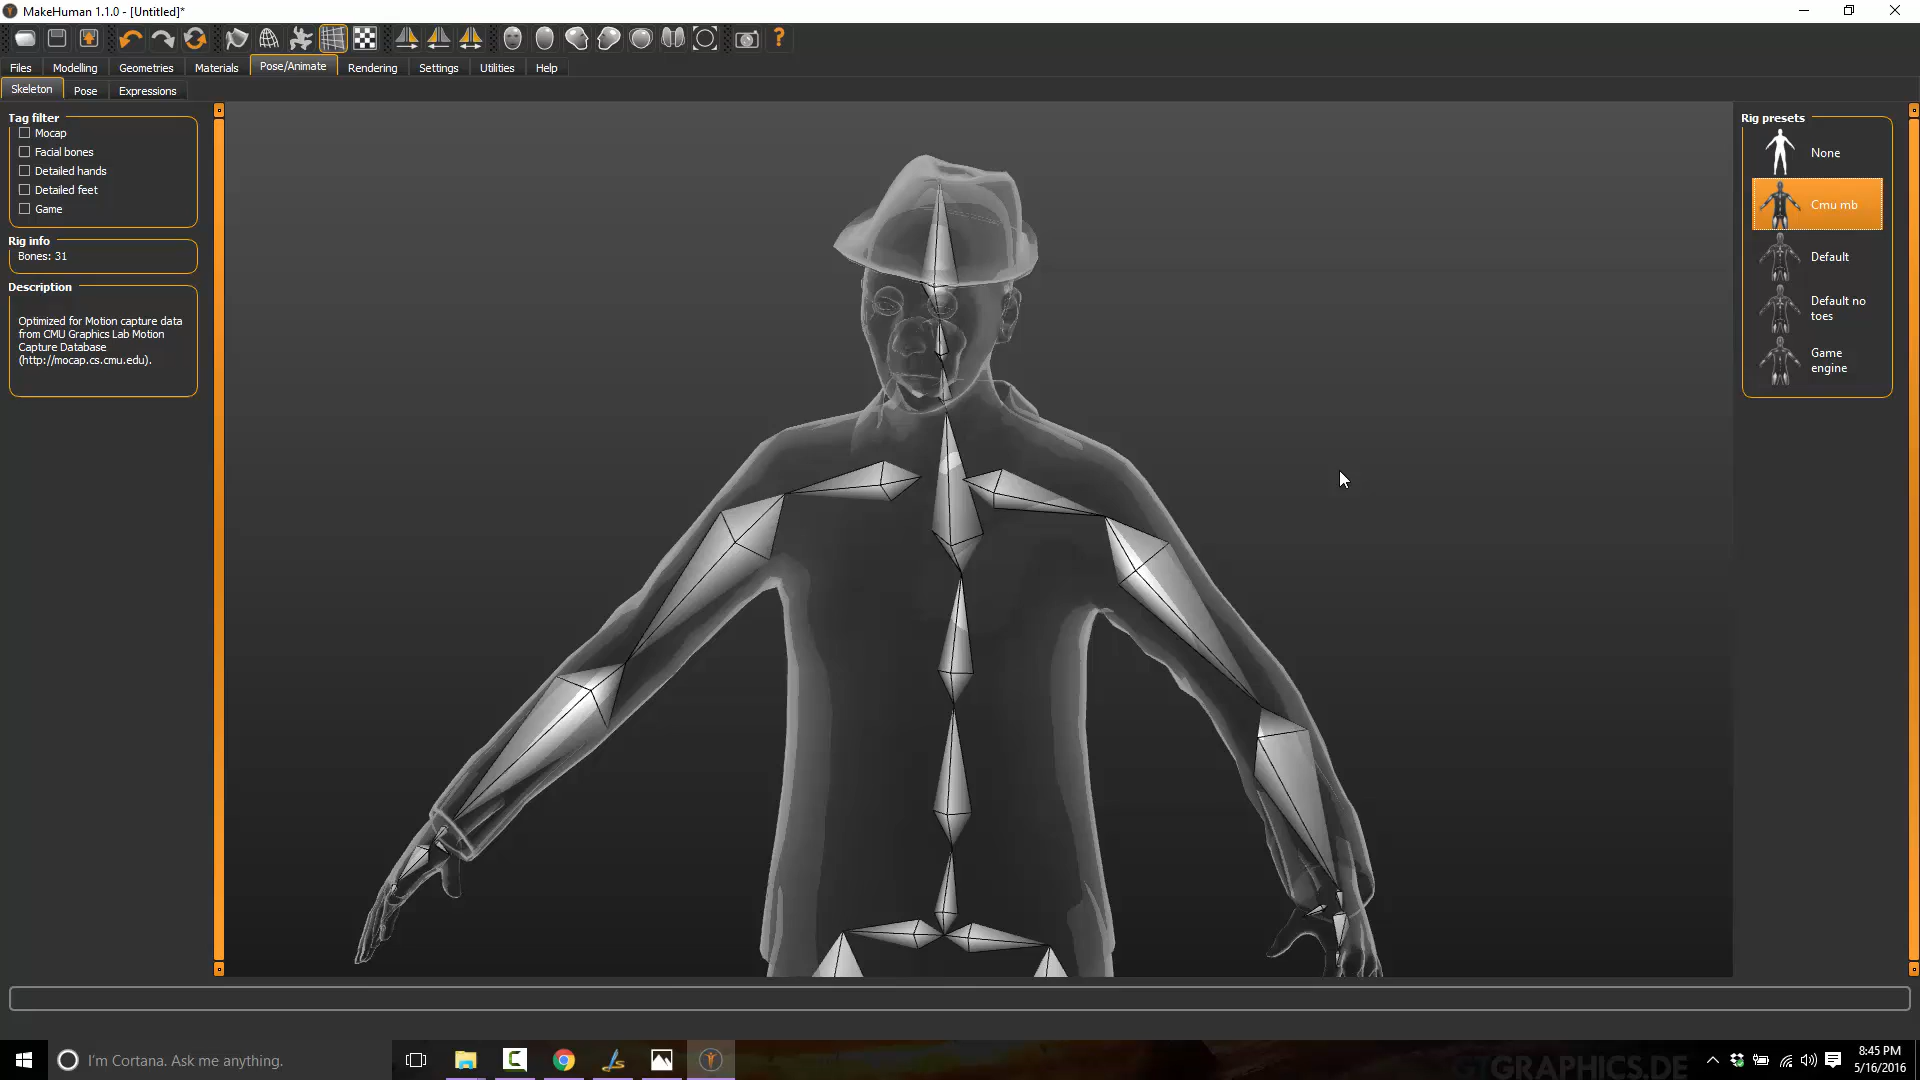 MakeHuman 1.1.0 - [Untitled]*
Files Modelling Geometries Materials Pose/Animate Rendering Settings Utilities Help
Skeleton Pose Expressions
Tag filter
Mocap
Facial bones
Detailed hands
Detailed feet
Game
Rig info
Bones: 31
Description
Optimized for Motion capture data
from CMU Graphics Lab Motion
Capture Database
(http://mocap.cs.cmu.edu).
Rig presets
None
Cmu mb
Default
Default no
toes
Game
engine
I'm Cortana. Ask me anything.
GTGRAPHICS.DE
8:45 PM
5/16/2016